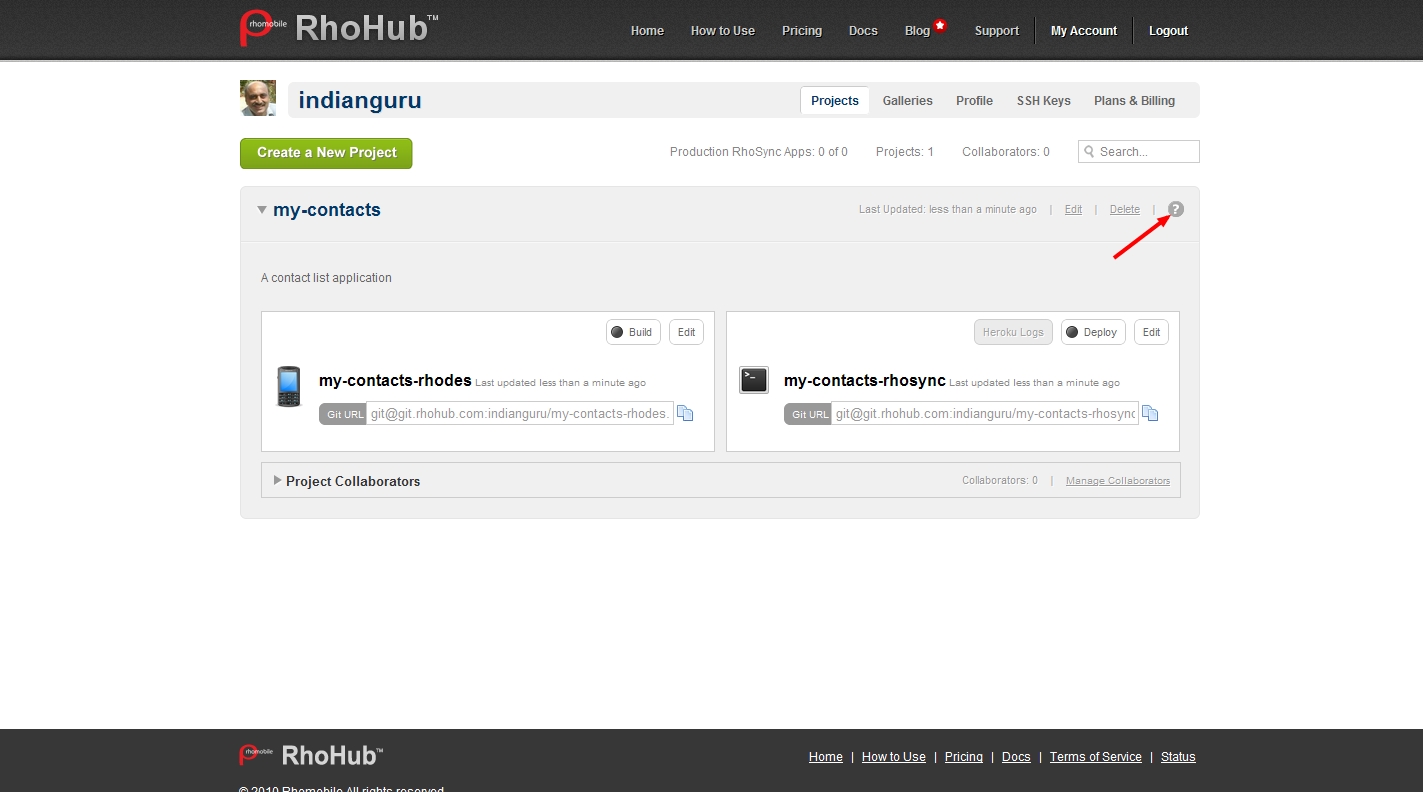 rhomobile RhoHub™ Home How to Use Pricing Docs Blog Support My Account Logout
indianguru Projects Galleries Profile SSH Keys Plans & Billing
Create a New Project Production RhoSync Apps: 0 of 0 Projects: 1 Collaborators: 0 Search...
my-contacts Last Updated: less than a minute ago | Edit | Delete | ?
A contact list application
Build Edit
my-contacts-rhodes Last updated less than a minute ago
Git URL git@git.rhohub.com:indianguru/my-contacts-rhodes.
Heroku Logs Deploy Edit
>_ my-contacts-rhosync Last updated less than a minute ago
Git URL git@git.rhohub.com:indianguru/my-contacts-rhosync
Project Collaborators Collaborators: 0 | Manage Collaborators
rhomobile RhoHub™ Home | How to Use | Pricing | Docs | Terms of Service | Status
© 2010 Rhomobile All rights reserved